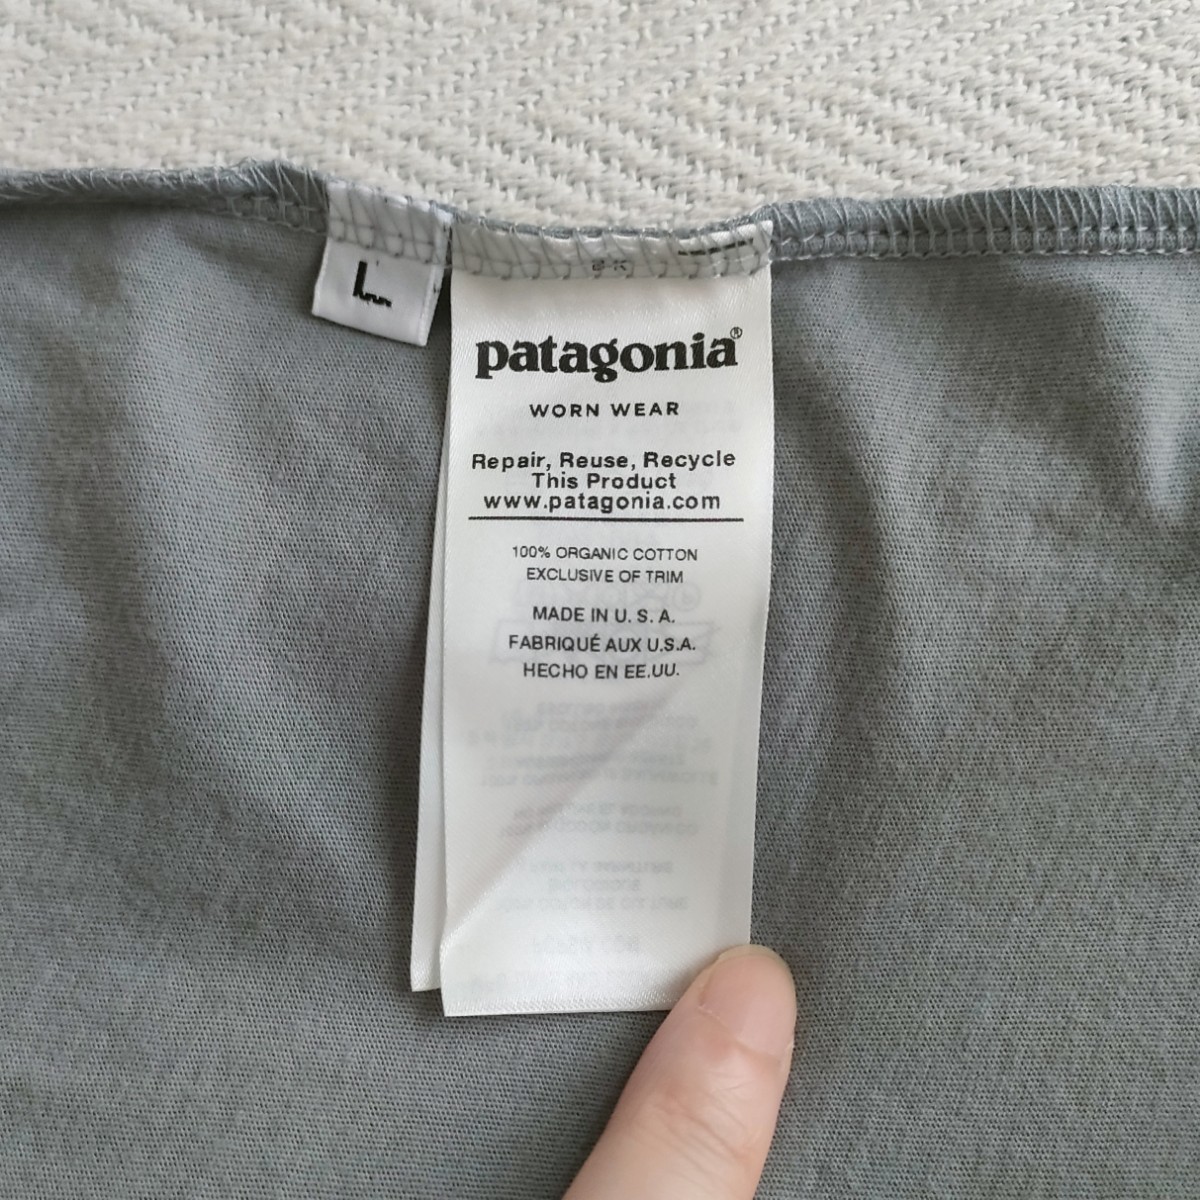 L
patagonia®
WORN WEAR
Repair, Reuse, Recycle
This Product
www.patagonia.com
100% ORGANIC COTTON
EXCLUSIVE OF TRIM
MADE IN U. S. A.
FABRIQUÉ AUX U.S.A.
HECHO EN EE.UU.